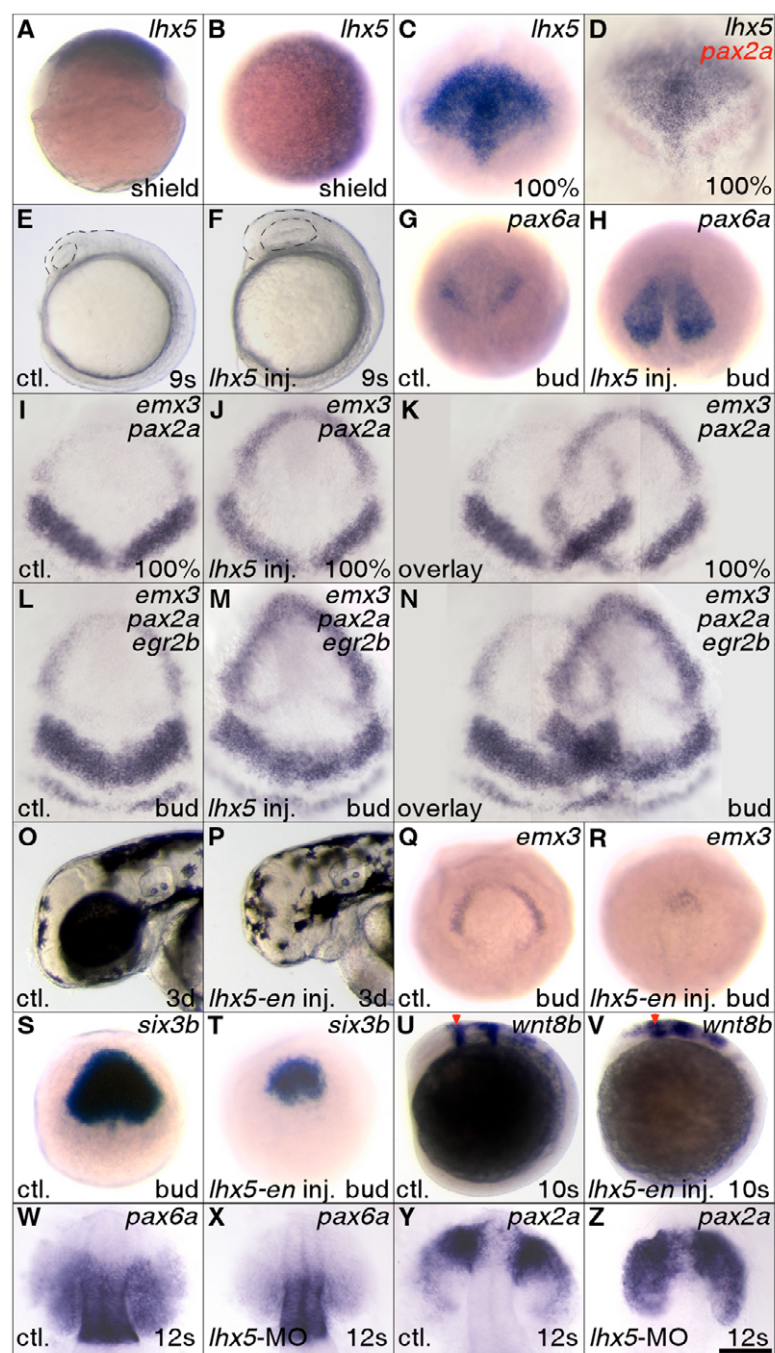 A lhx5
shield
B lhx5
shield
C
100%
D lhx5
pax2a
100%
E
ctl. 9s
F
lhx5 inj. 9s
G pax6a
ctl. bud
H pax6a
lhx5 inj. bud
I emx3
pax2a
ctl. 100%
J emx3
pax2a
lhx5 inj. 100%
K emx3
pax2a
overlay 100%
L emx3
pax2a
egr2b
ctl. bud
M emx3
pax2a
egr2b
lhx5 inj. bud
N emx3
pax2a
egr2b
overlay bud
O
ctl. 3d
P
lhx5-en inj. 3d
Q emx3
ctl. bud
R emx3
lhx5-en inj. bud
S six3b
ctl. bud
T six3b
lhx5-en inj. bud
U wnt8b
ctl. 10s
V wnt8b
lhx5-en inj. 10s
W pax6a
ctl. 12s
X pax6a
lhx5-MO 12s
Y pax2a
ctl. 12s
Z pax2a
lhx5-MO 12s